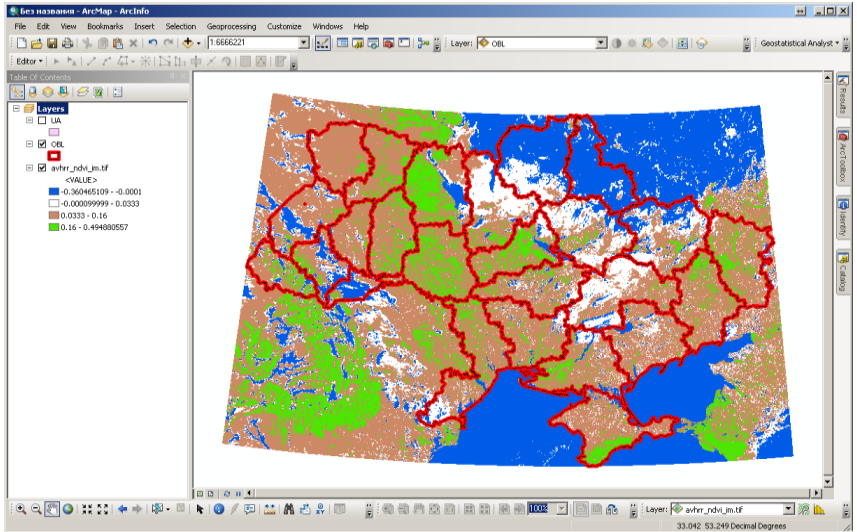 Без названия - ArcMap - ArcInfo
File Edit View Bookmarks Insert Selection Geoprocessing Customize Windows Help
1:6666221
Layer: OBL
Geostatistical Analyst
Editor
Table Of Contents
Layers
UA
OBL
avhrr_ndvi_im.tif
<VALUE>
-0.360465109 - -0.0001
-0.000099999 - 0.0333
0.0333 - 0.16
0.16 - 0.494880557
Results
ArcToolbox
Identify
Catalog
100%
Layer: avhrr_ndvi_im.tif
33.042 53.249 Decimal Degrees